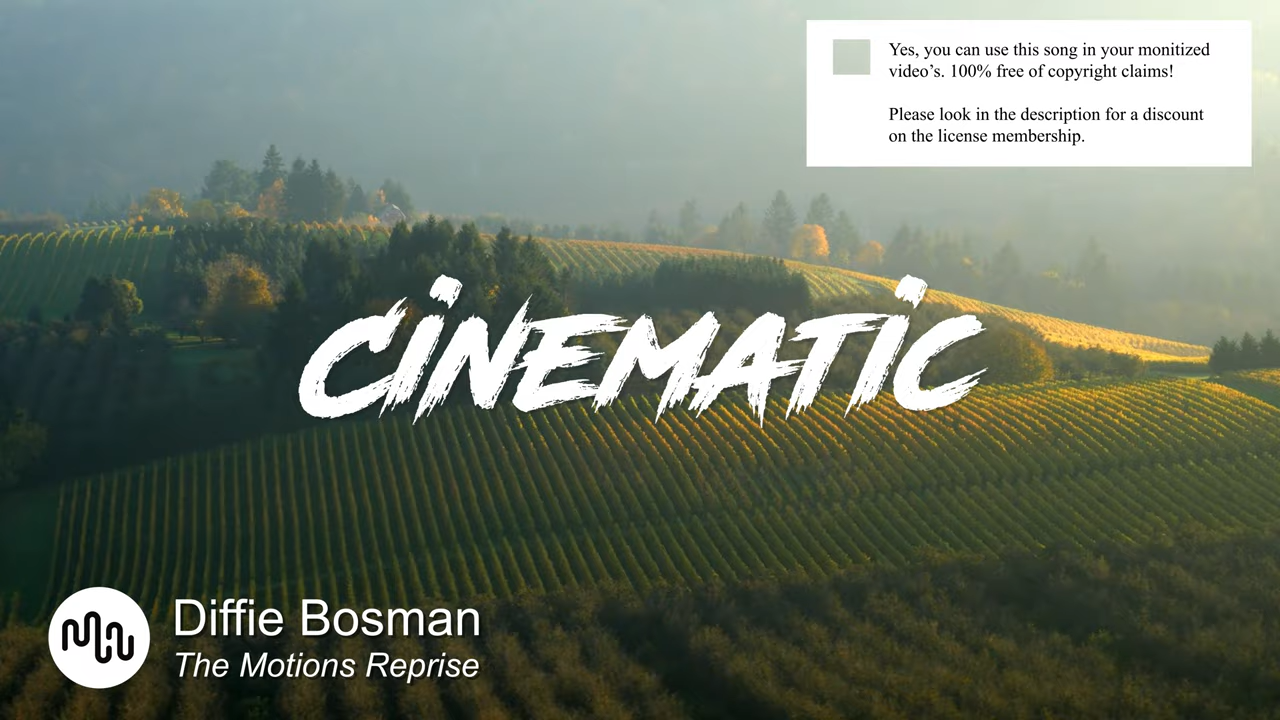 Yes, you can use this song in your monitized
video’s. 100% free of copyright claims!
Please look in the description for a discount
on the license membership.
CINEMATIC
Diffie Bosman
The Motions Reprise